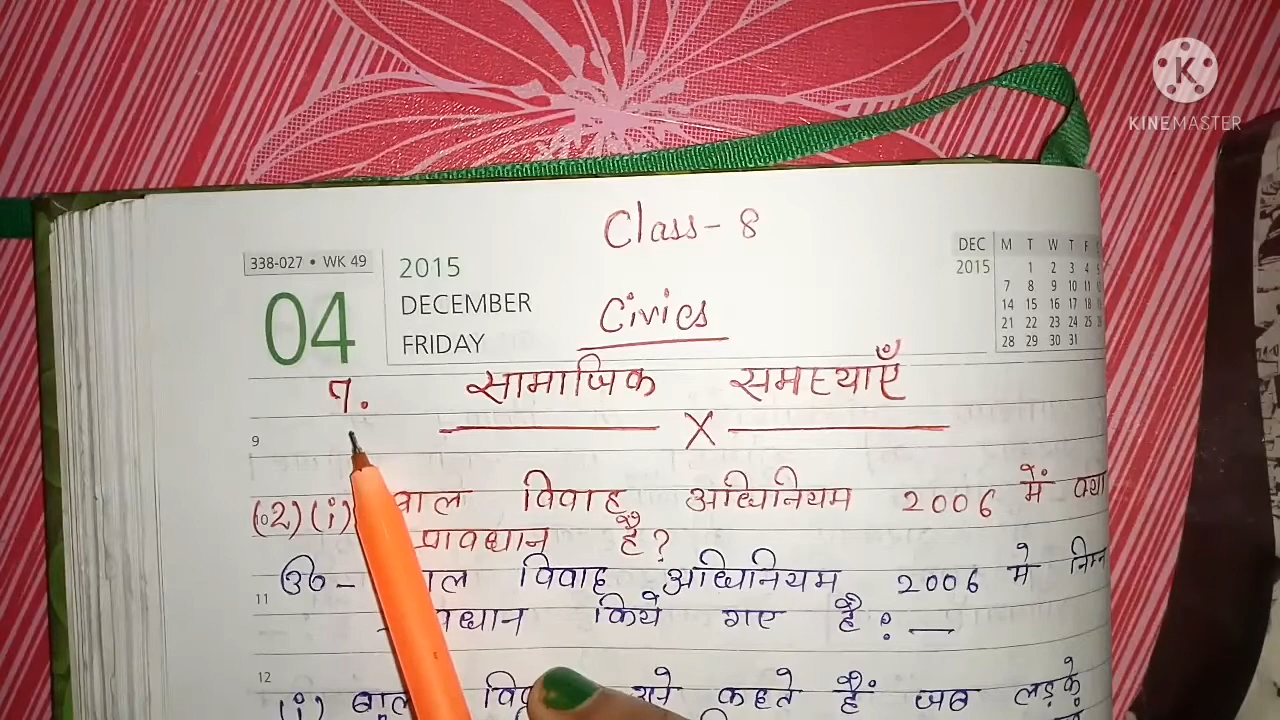 KINEMASTER
Class-8
338-027 • WK 49
2015
DEC M T W T F
2015 1 2 3 4
7 8 9 10 11
14 15 16 17 18
21 22 23 24 25
28 29 30 31
04
DECEMBER
FRIDAY
Civics
7. सामाजिक समस्याएँ
X
9
(02)(i) बाल विवाह अधिनियम 2006 में क्या
प्रावधान है?
11
उ०- विवाह अधिनियम 2006 मे निम्न
किये गए है:—
12
(i) बाल कहते हैं जब लड़के